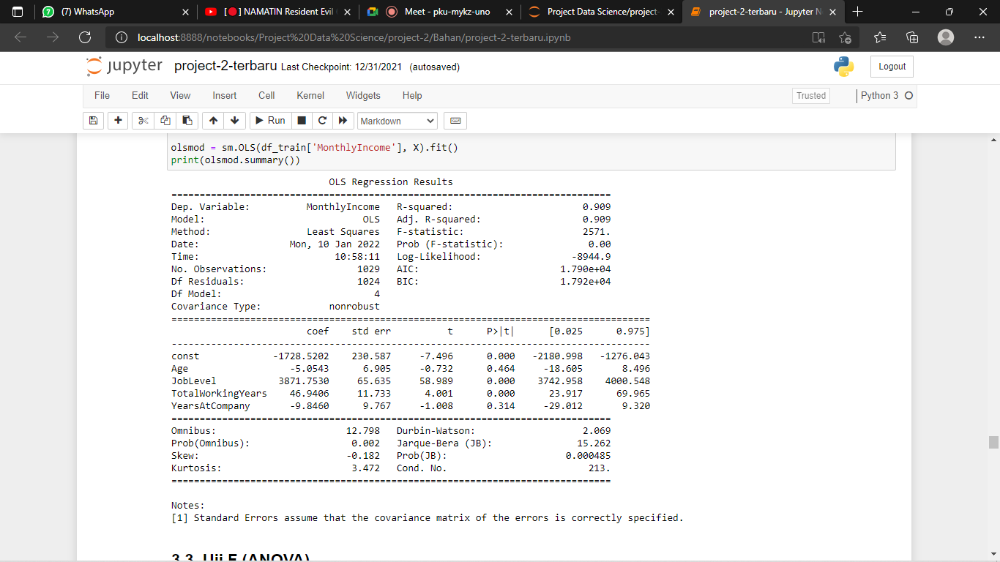 (7) WhatsApp
[🔴] NAMATIN Resident Evil
Meet - pku-mykz-uno
Project Data Science/project-
project-2-terbaru - Jupyter N
localhost:8888/notebooks/Project%20Data%20Science/project-2/Bahan/project-2-terbaru.ipynb
jupyter project-2-terbaru Last Checkpoint: 12/31/2021 (autosaved)
Logout
File Edit View Insert Cell Kernel Widgets Help
Trusted
Python 3
Run
Markdown
olsmod = sm.OLS(df_train['MonthlyIncome'], X).fit()
print(olsmod.summary())
OLS Regression Results
==============================================================================
Dep. Variable: MonthlyIncome R-squared: 0.909
Model: OLS Adj. R-squared: 0.909
Method: Least Squares F-statistic: 2571.
Date: Mon, 10 Jan 2022 Prob (F-statistic): 0.00
Time: 10:58:11 Log-Likelihood: -8944.9
No. Observations: 1029 AIC: 1.790e+04
Df Residuals: 1024 BIC: 1.792e+04
Df Model: 4
Covariance Type: nonrobust
=====================================================================================
coef std err t P>|t| [0.025 0.975]
-------------------------------------------------------------------------------------
const -1728.5202 230.587 -7.496 0.000 -2180.998 -1276.043
Age -5.0543 6.905 -0.732 0.464 -18.605 8.496
JobLevel 3871.7530 65.635 58.989 0.000 3742.958 4000.548
TotalWorkingYears 46.9406 11.733 4.001 0.000 23.917 69.965
YearsAtCompany -9.8460 9.767 -1.008 0.314 -29.012 9.320
==============================================================================
Omnibus: 12.798 Durbin-Watson: 2.069
Prob(Omnibus): 0.002 Jarque-Bera (JB): 15.262
Skew: -0.182 Prob(JB): 0.000485
Kurtosis: 3.472 Cond. No. 213.
==============================================================================
Notes:
[1] Standard Errors assume that the covariance matrix of the errors is correctly specified.
3.3. Uji F (ANOVA)